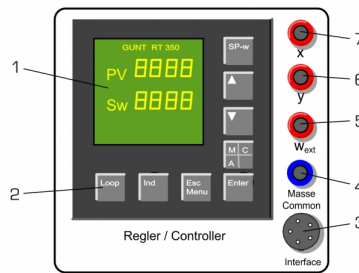 GUNT RT 350
PV 8888
Sw 8888
SP-w
M C
A
Loop
Ind
Esc
Menu
Enter
Regler / Controller
x
y
wext
Masse
Common
Interface
1
2
3
4
5
6
7